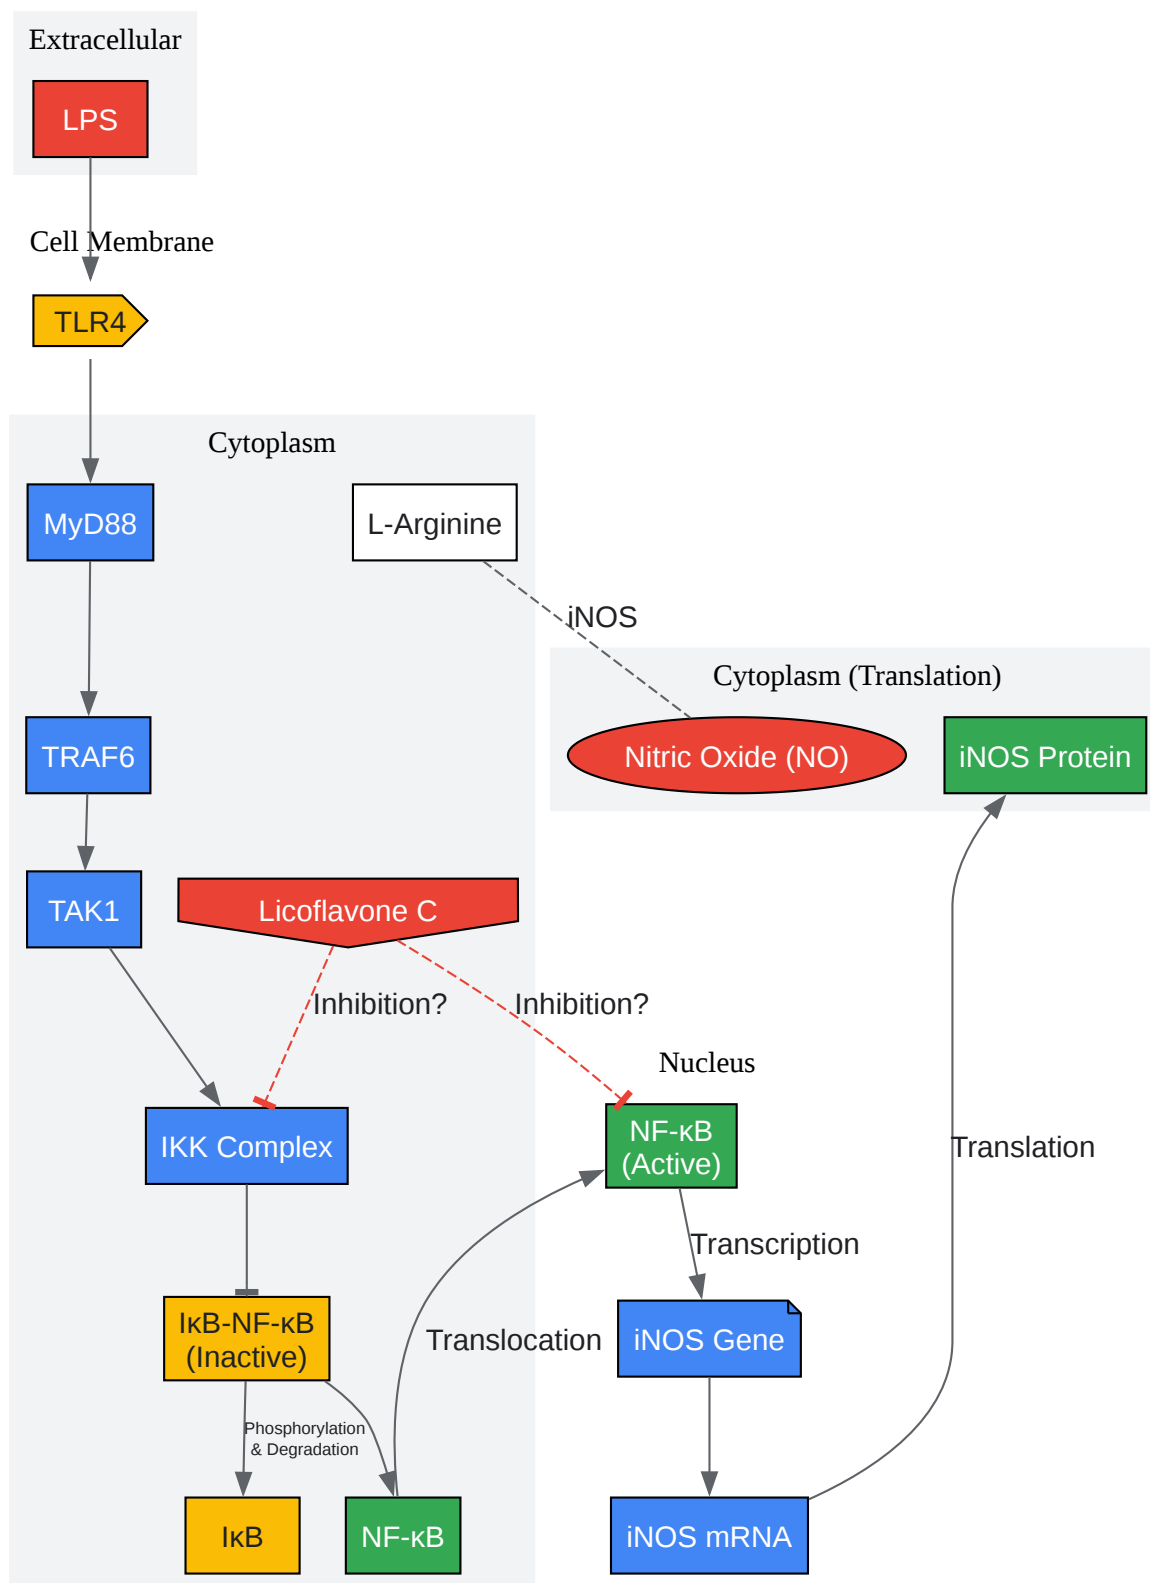 Extracellular
LPS
Cell Membrane
TLR4
Cytoplasm
MyD88
L-Arginine
iNOS
Cytoplasm (Translation)
TRAF6
Nitric Oxide (NO)
iNOS Protein
TAK1
Licoflavone C
Inhibition?
Inhibition?
Nucleus
IKK Complex
NF-κB
(Active)
Translation
Transcription
IκB-NF-κB
(Inactive)
Translocation
iNOS Gene
Phosphorylation
& Degradation
IκB
NF-κB
iNOS mRNA